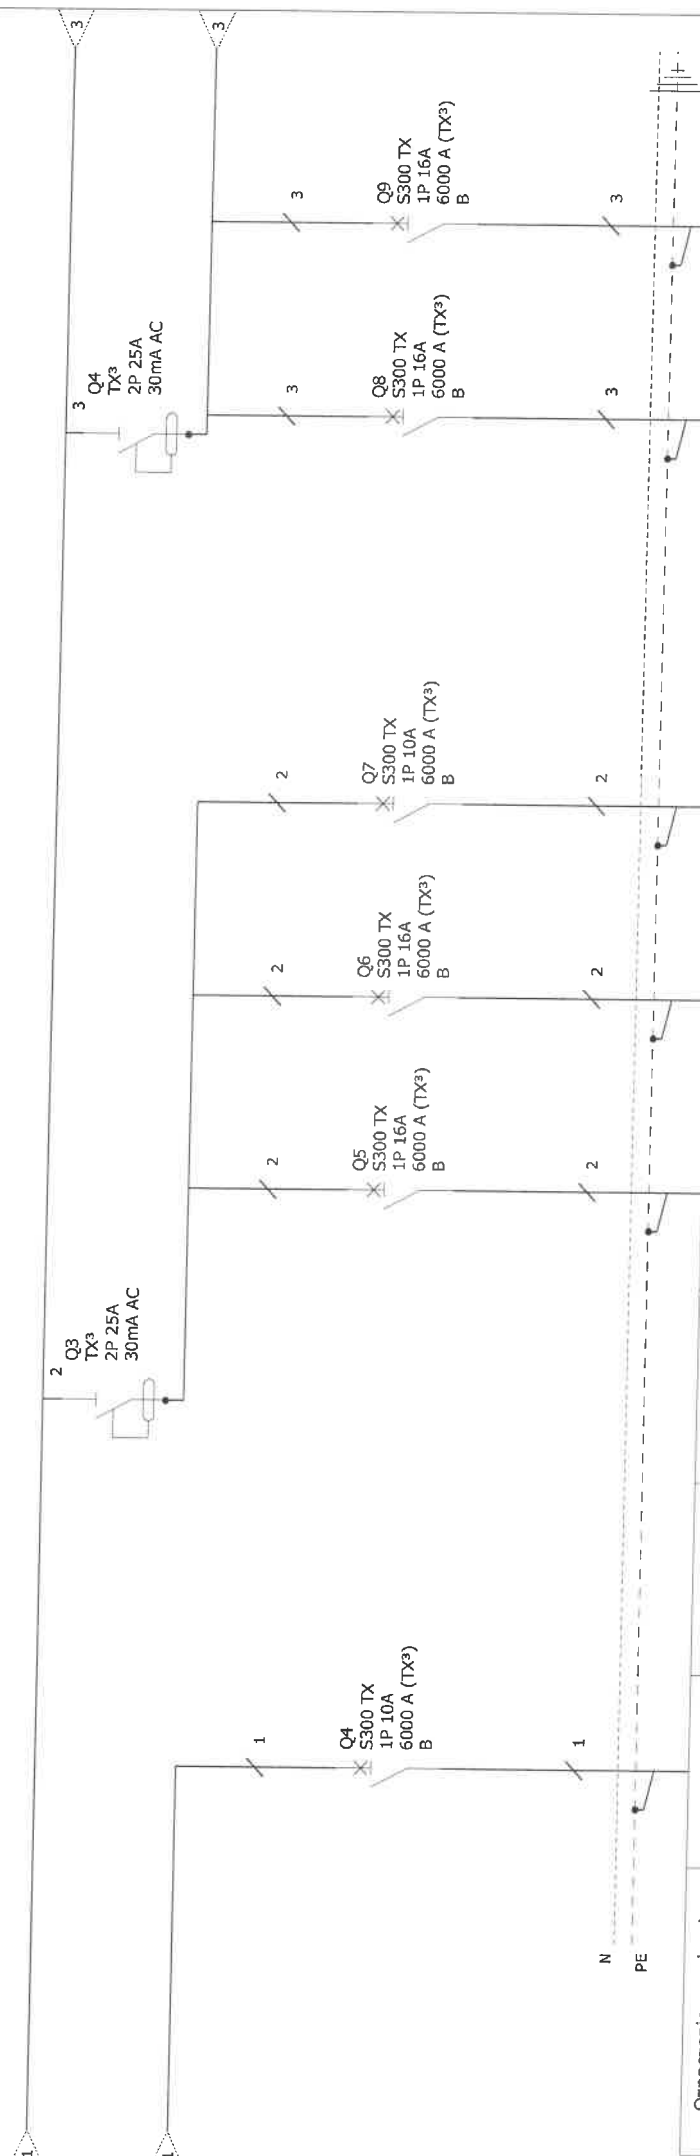 1
1
2
Q3
TX³
2P 25A
30mA AC
3
Q4
TX³
2P 25A
30mA AC
3
3
1
Q4
S300 TX
1P 10A
6000 A (TX³)
B
1
2
Q5
S300 TX
1P 16A
6000 A (TX³)
B
2
2
Q6
S300 TX
1P 16A
6000 A (TX³)
B
2
2
Q7
S300 TX
1P 10A
6000 A (TX³)
B
2
3
Q8
S300 TX
1P 16A
6000 A (TX³)
B
3
3
Q9
S300 TX
1P 16A
6000 A (TX³)
B
3
N
PE